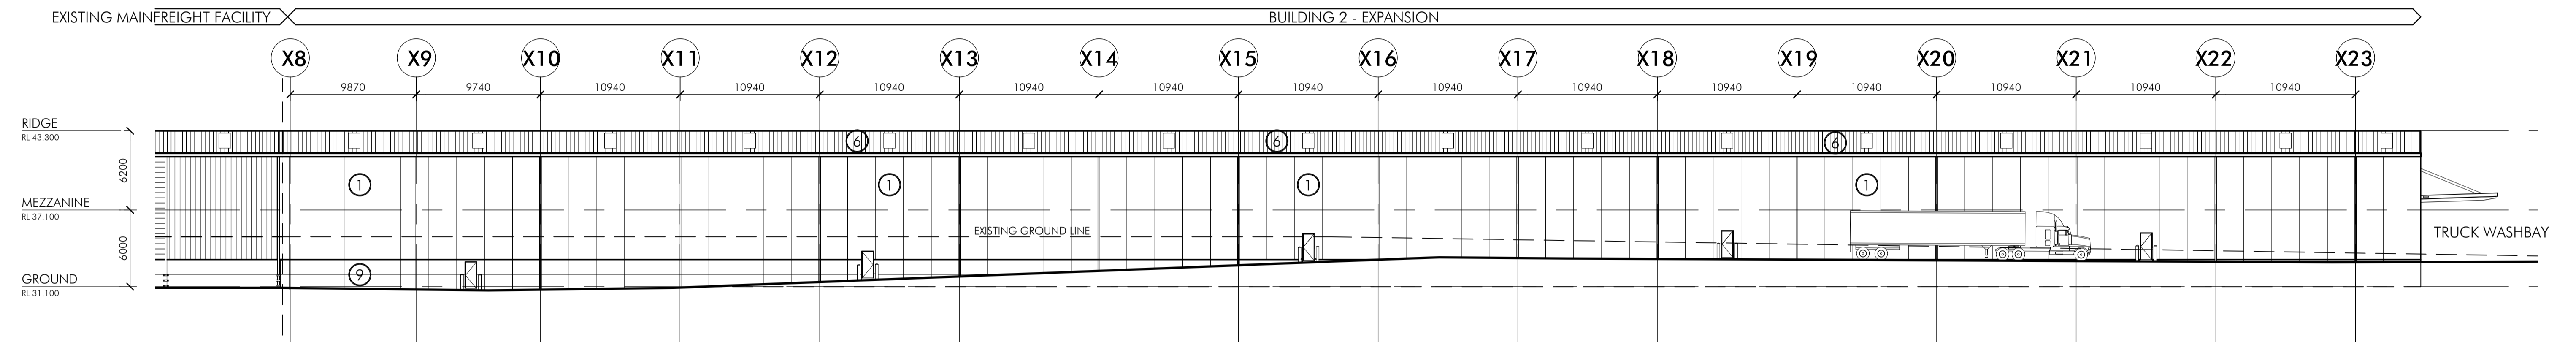 EXISTING MAINFREIGHT FACILITY BUILDING 2 - EXPANSION
X8 X9 X10 X11 X12 X13 X14 X15 X16 X17 X18 X19 X20 X21 X22 X23
9870 9740 10940 10940 10940 10940 10940 10940 10940 10940 10940 10940 10940 10940 10940
RIDGE
RL 43.300
6 6 6
6200
1 1 1 1
MEZZANINE
RL 37.100
EXISTING GROUND LINE
TRUCK WASHBAY
6000
9
GROUND
RL 31.100